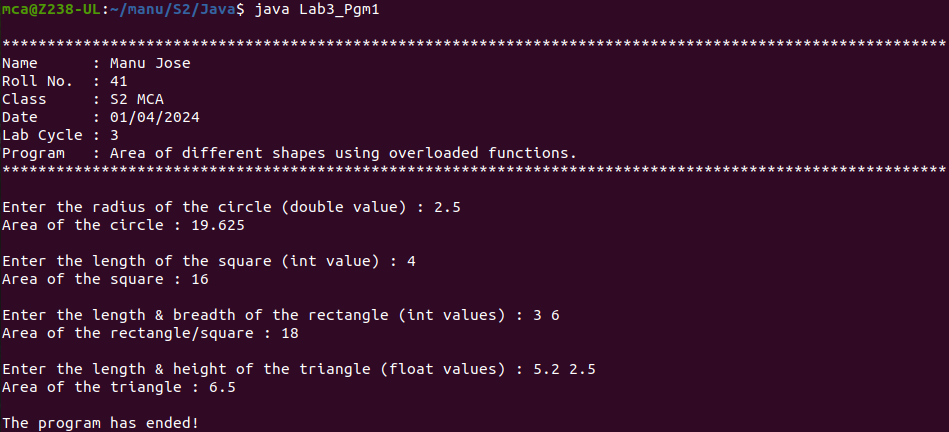 mca@Z238-UL:~/manu/S2/Java$ java Lab3_Pgm1
*********************************************************************************************************
Name      : Manu Jose
Roll No.  : 41
Class     : S2 MCA
Date      : 01/04/2024
Lab Cycle : 3
Program   : Area of different shapes using overloaded functions.
*********************************************************************************************************
Enter the radius of the circle (double value) : 2.5
Area of the circle : 19.625
Enter the length of the square (int value) : 4
Area of the square : 16
Enter the length & breadth of the rectangle (int values) : 3 6
Area of the rectangle/square : 18
Enter the length & height of the triangle (float values) : 5.2 2.5
Area of the triangle : 6.5
The program has ended!